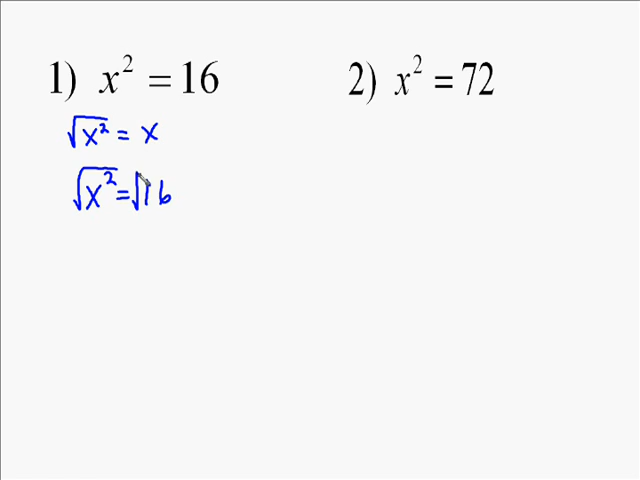 1) x² = 16
2) x² = 72
√x² = x
√x² = √16